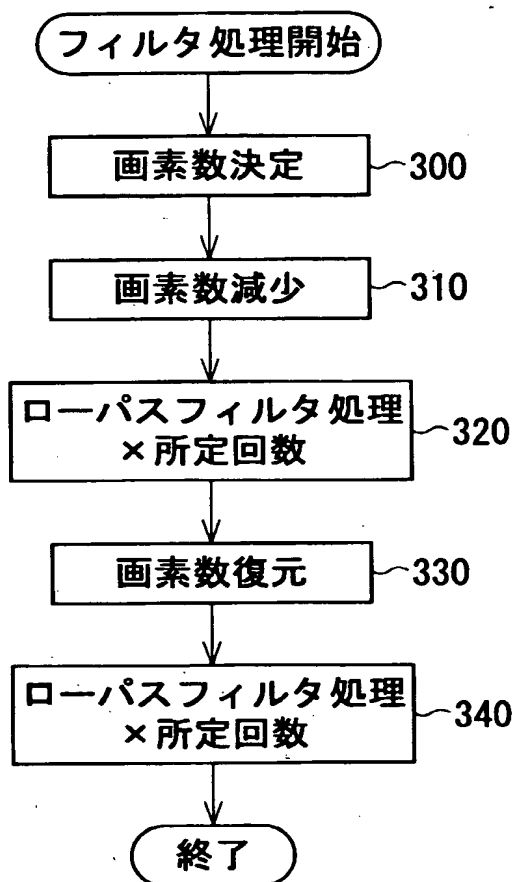 フィルタ処理開始
画素数決定
300
画素数減少
310
ローパスフィルタ処理
×所定回数
320
画素数復元
330
ローパスフィルタ処理
×所定回数
340
終了